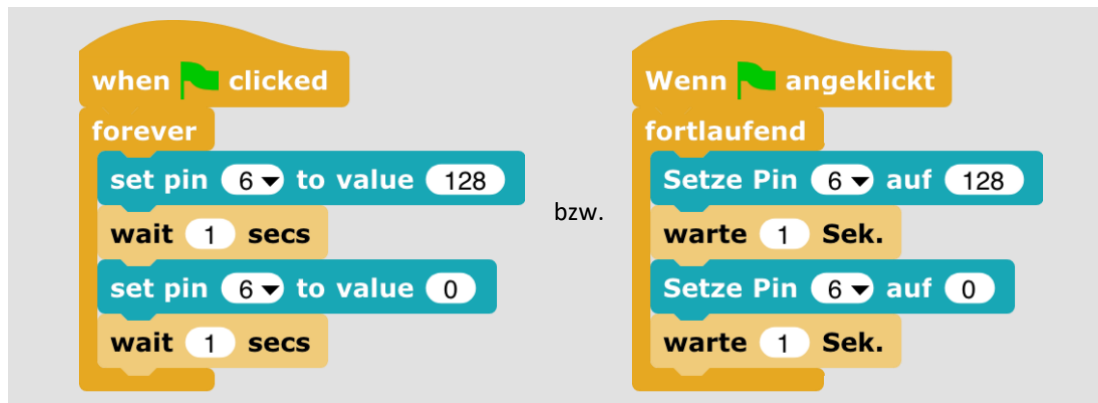 when clicked
forever
set pin 6 to value 128
wait 1 secs
set pin 6 to value 0
wait 1 secs
bzw.
Wenn angeklickt
fortlaufend
Setze Pin 6 auf 128
warte 1 Sek.
Setze Pin 6 auf 0
warte 1 Sek.